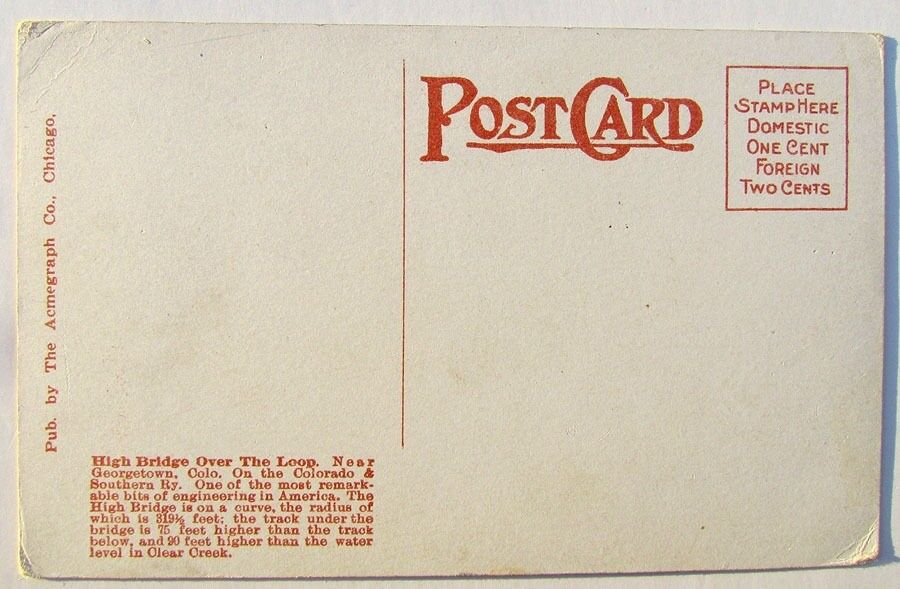 POST CARD
PLACE
STAMP HERE
DOMESTIC
ONE CENT
FOREIGN
TWO CENTS
Pub. by The Acmegraph Co., Chicago.
High Bridge Over The Loop. Near
Georgetown, Colo. On the Colorado &
Southern Ry. One of the most remark-
able bits of engineering in America. The
High Bridge is on a curve, the radius of
which is 319½ feet; the track under the
bridge is 75 feet higher than the track
below, and 90 feet higher than the water
level in Clear Creek.